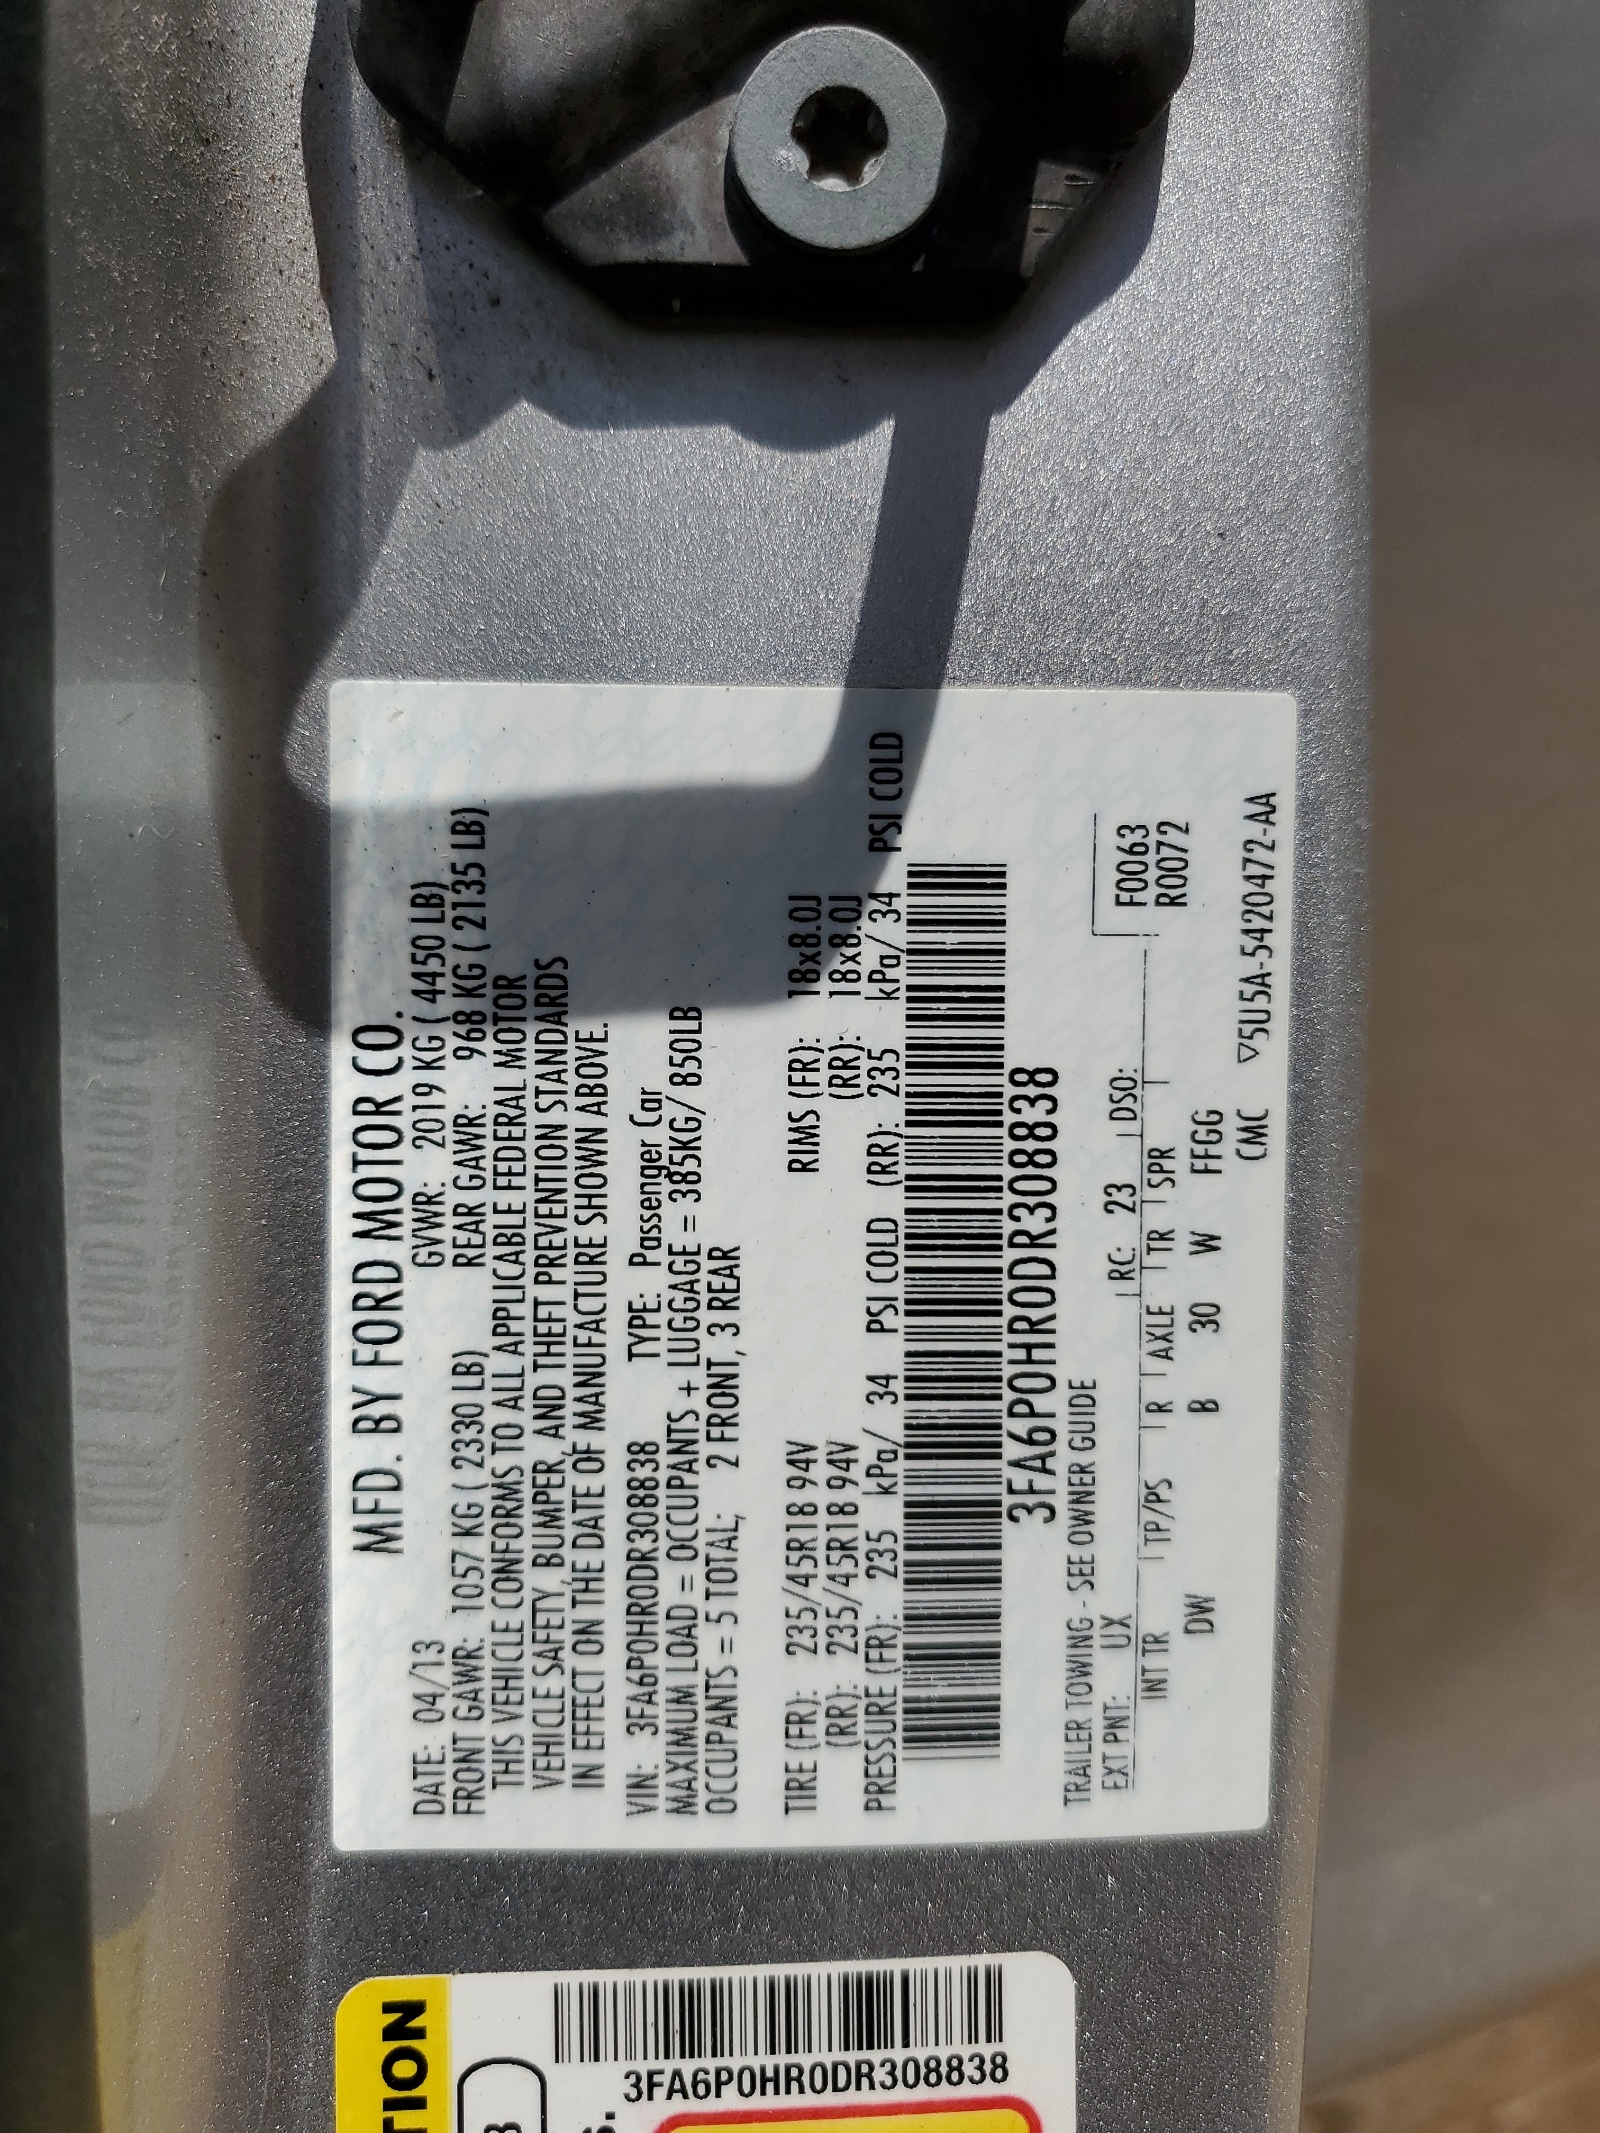 MFD. BY FORD MOTOR CO.
DATE: 04/13 GVWR: 2019 KG ( 4450 LB)
FRONT GAWR: 1057 KG ( 2330 LB) REAR GAWR: 968 KG ( 2135 LB)
THIS VEHICLE CONFORMS TO ALL APPLICABLE FEDERAL MOTOR
VEHICLE SAFETY, BUMPER, AND THEFT PREVENTION STANDARDS
IN EFFECT ON THE DATE OF MANUFACTURE SHOWN ABOVE.
VIN: 3FA6P0HR0DR308838 TYPE: Passenger Car
MAXIMUM LOAD = OCCUPANTS + LUGGAGE = 385KG/ 850LB
OCCUPANTS = 5 TOTAL; 2 FRONT, 3 REAR
TIRE (FR): 235/45R18 94V RIMS (FR): 18x8.0J
(RR): 235/45R18 94V (RR): 18x8.0J
PRESSURE (FR): 235 kPa/ 34 PSI COLD (RR): 235 kPa/ 34 PSI COLD
3FA6P0HR0DR308838
TRAILER TOWING - SEE OWNER GUIDE
EXT PNT: UX RC: 23 DSO:
F0063
R0072
INT TR TP/PS R AXLE TR SPR
DW B 30 W FFGG
CMC ▽5U5A-5420472-AA
TION
3
3FA6P0HR0DR308838
S.